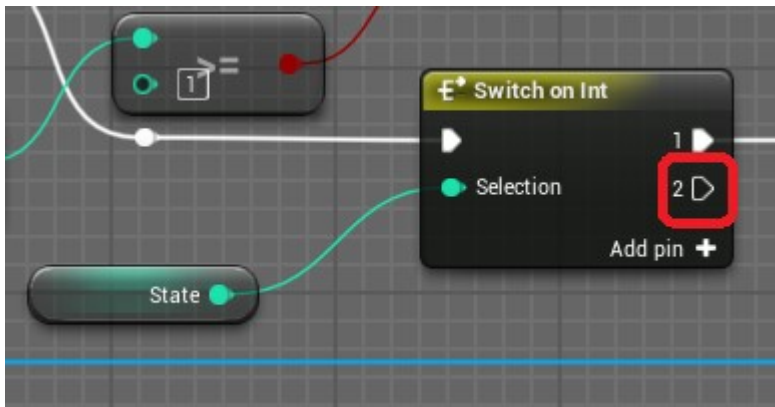 >=
1
Switch on Int
1
Selection
2
Add pin +
State